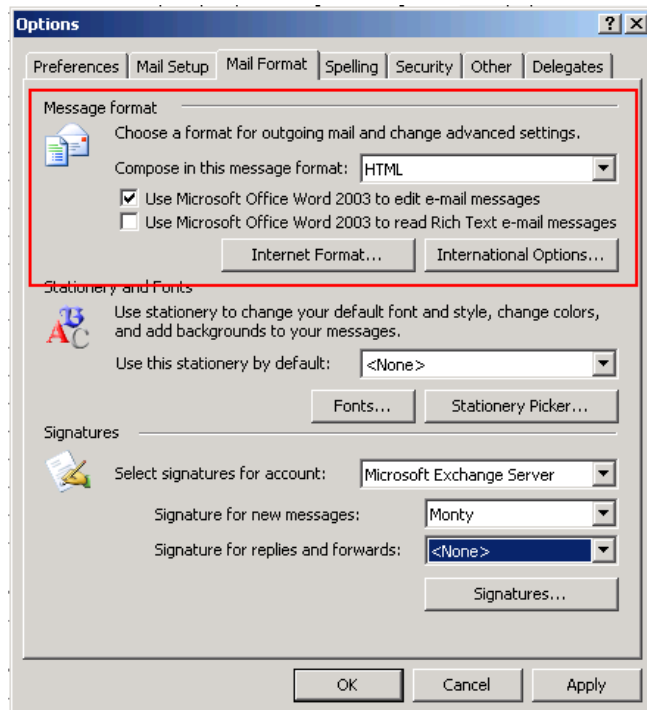 Options
Preferences Mail Setup Mail Format Spelling Security Other Delegates
Message format
Choose a format for outgoing mail and change advanced settings.
Compose in this message format: HTML
Use Microsoft Office Word 2003 to edit e-mail messages
Use Microsoft Office Word 2003 to read Rich Text e-mail messages
Internet Format... International Options...
Stationery and Fonts
Use stationery to change your default font and style, change colors,
and add backgrounds to your messages.
Use this stationery by default: <None>
Fonts... Stationery Picker...
Signatures
Select signatures for account: Microsoft Exchange Server
Signature for new messages: Monty
Signature for replies and forwards: <None>
Signatures...
OK Cancel Apply